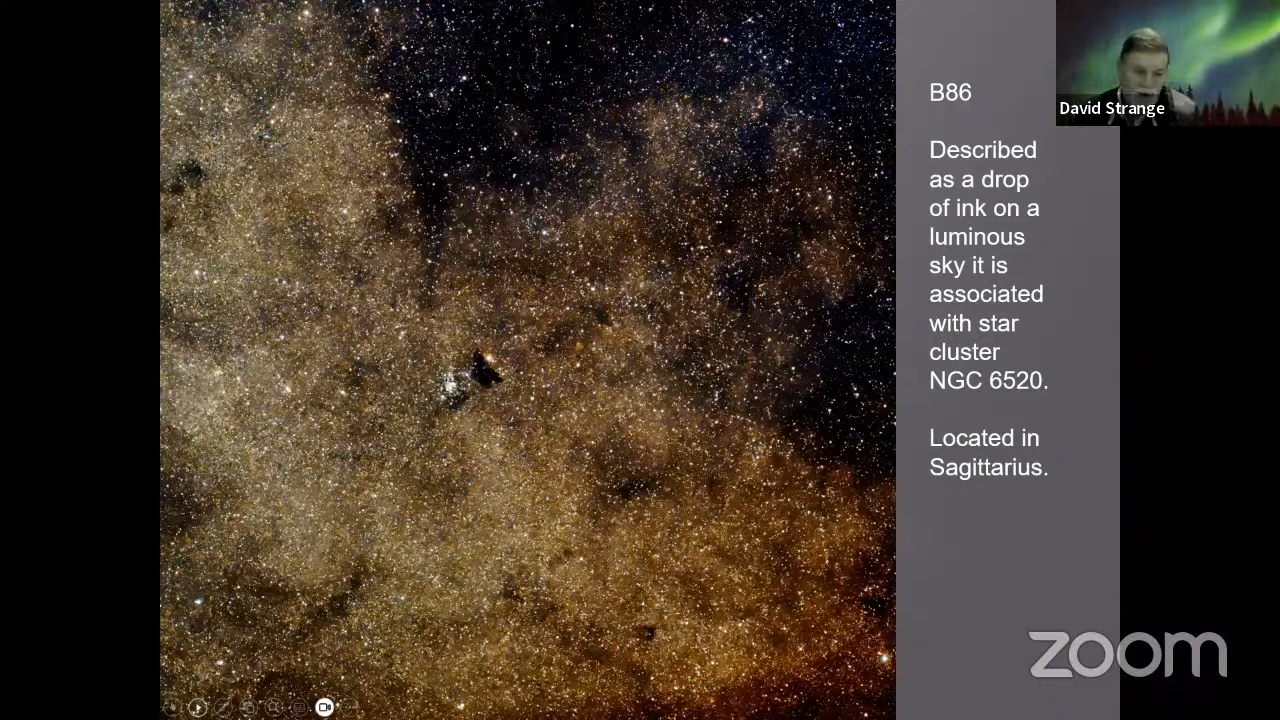 B86
Described
as a drop
of ink on a
luminous
sky it is
associated
with star
cluster
NGC 6520.
Located in
Sagittarius.
David Strange
zoom